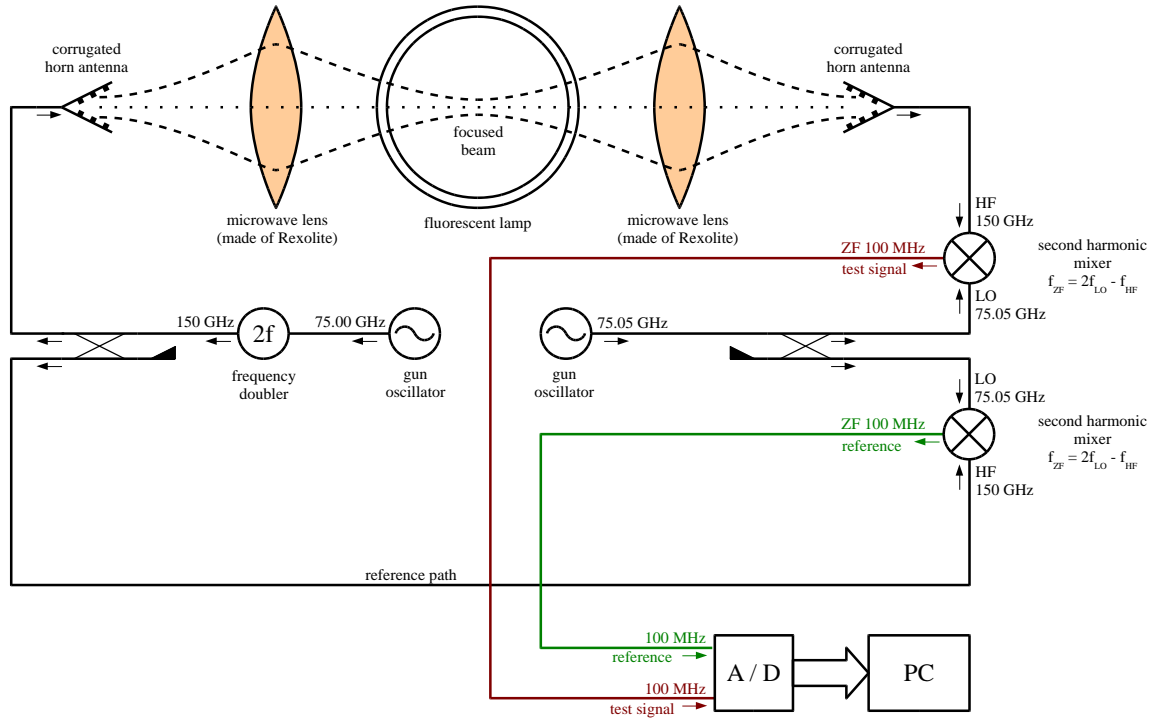 corrugated
horn antenna
corrugated
horn antenna
focused
beam
microwave lens
(made of Rexolite)
fluorescent lamp
microwave lens
(made of Rexolite)
HF
150 GHz
ZF 100 MHz
test signal
second harmonic
mixer
f_ZF = 2f_LO - f_HF
LO
75.05 GHz
150 GHz
2f
75.00 GHz
75.05 GHz
frequency
doubler
gun
oscillator
gun
oscillator
LO
75.05 GHz
ZF 100 MHz
reference
second harmonic
mixer
f_ZF = 2f_LO - f_HF
HF
150 GHz
reference path
100 MHz
reference
A / D
PC
100 MHz
test signal